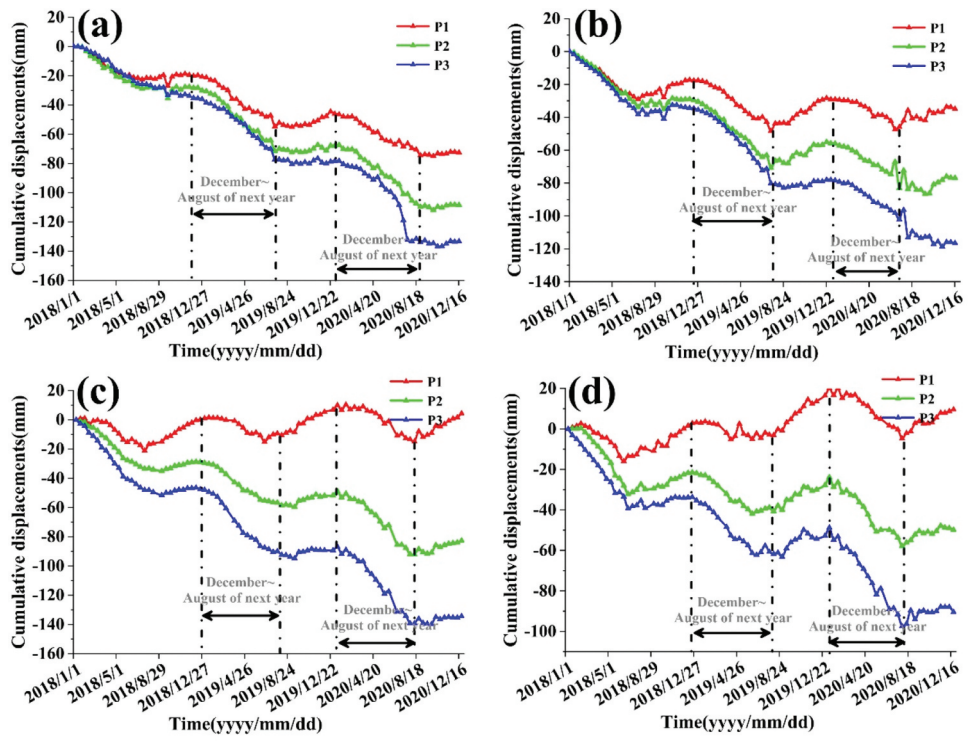 (a)
P1
P2
P3
Cumulative displacements(mm)
20
0
-20
-40
-60
-80
-100
-120
-140
-160
December~
August of next year
December~
August of next year
2018/1/1
2018/5/1
2018/8/29
2018/12/27
2019/4/26
2019/8/24
2019/12/22
2020/4/20
2020/8/18
2020/12/16
Time(yyyy/mm/dd)
(b)
P1
P2
P3
Cumulative displacements(mm)
20
0
-20
-40
-60
-80
-100
-120
-140
December~
August of next year
December~
August of next year
2018/1/1
2018/5/1
2018/8/29
2018/12/27
2019/4/26
2019/8/24
2019/12/22
2020/4/20
2020/8/18
2020/12/16
Time(yyyy/mm/dd)
(c)
P1
P2
P3
Cumulative displacements(mm)
20
0
-20
-40
-60
-80
-100
-120
-140
-160
December~
August of next year
December~
August of next year
2018/1/1
2018/5/1
2018/8/29
2018/12/27
2019/4/26
2019/8/24
2019/12/22
2020/4/20
2020/8/18
2020/12/16
Time(yyyy/mm/dd)
(d)
P1
P2
P3
Cumulative displacements(mm)
20
0
-20
-40
-60
-80
-100
December~
August of next year
December~
August of next year
2018/1/1
2018/5/1
2018/8/29
2018/12/27
2019/4/26
2019/8/24
2019/12/22
2020/4/20
2020/8/18
2020/12/16
Time(yyyy/mm/dd)